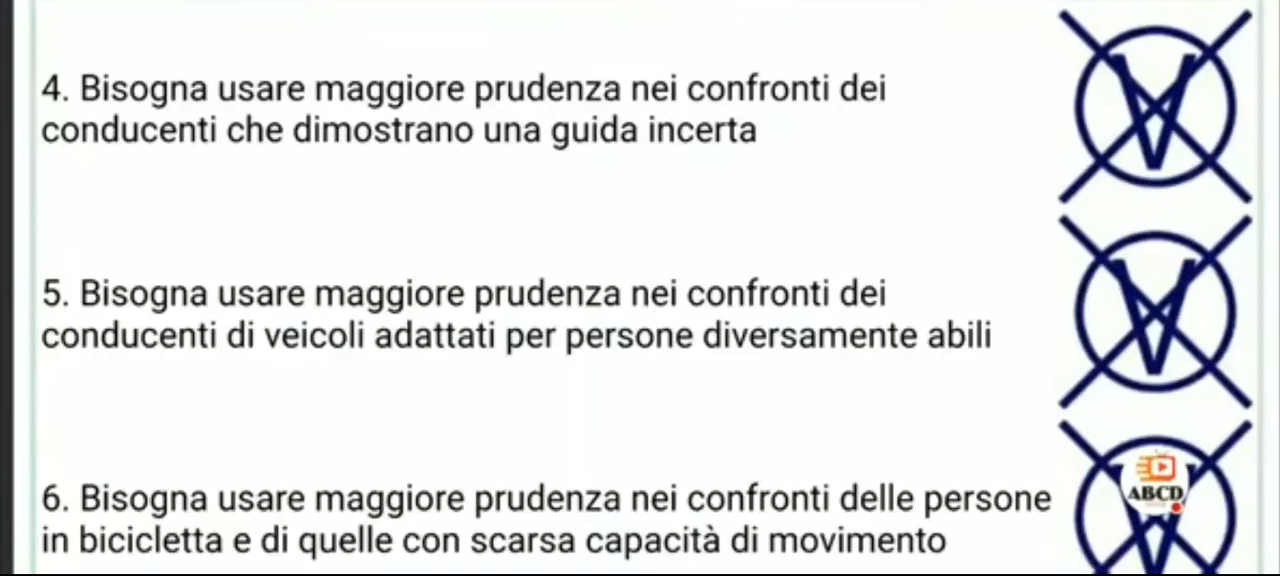 4. Bisogna usare maggiore prudenza nei confronti dei
conducenti che dimostrano una guida incerta
V
5. Bisogna usare maggiore prudenza nei confronti dei
conducenti di veicoli adattati per persone diversamente abili
V
6. Bisogna usare maggiore prudenza nei confronti delle persone
in bicicletta e di quelle con scarsa capacità di movimento
V
ABCD